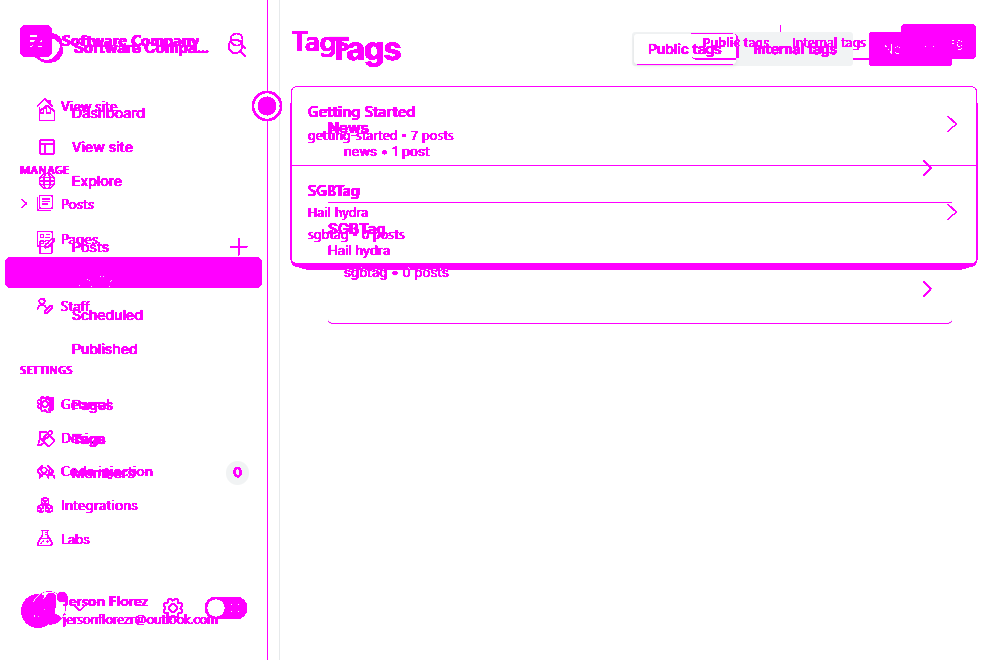 Software Company
Software Compa...
View site
Dashboard
View site
MANAGE
Explore
Posts
Pages
Posts
Staff
Scheduled
Published
SETTINGS
General
Pages
Design
Tags
Code injection
Members
0
Integrations
Labs
Jerson Florez
jersonflorezr@outlook.com
Tags
Tags
Public tags
Internal tags
Public tags
Internal tags
Getting Started
News
getting-started • 7 posts
news • 1 post
SGBTag
Hail hydra
SGBTag
sgbtag • 0 posts
Hail hydra
sgbtag • 0 posts